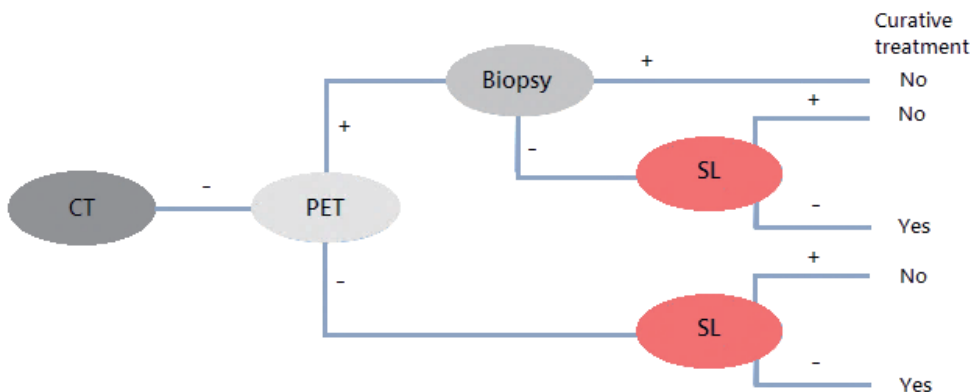 Curative
treatment
+
Biopsy
No
+
No
+
-
SL
-
CT
PET
-
Yes
+
No
-
SL
-
Yes